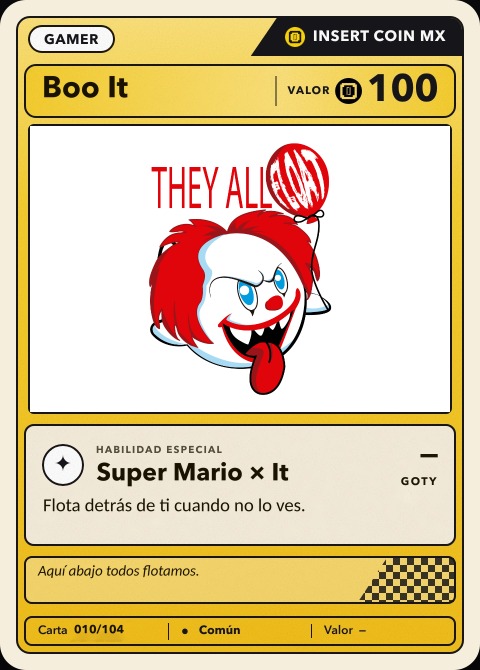 GAMER
INSERT COIN MX
Boo It
VALOR 100
THEY ALL FLOAT
HABILIDAD ESPECIAL
Super Mario × It
—
GOTY
Flota detrás de ti cuando no lo ves.
Aquí abajo todos flotamos.
Carta 010/104 • Común Valor —